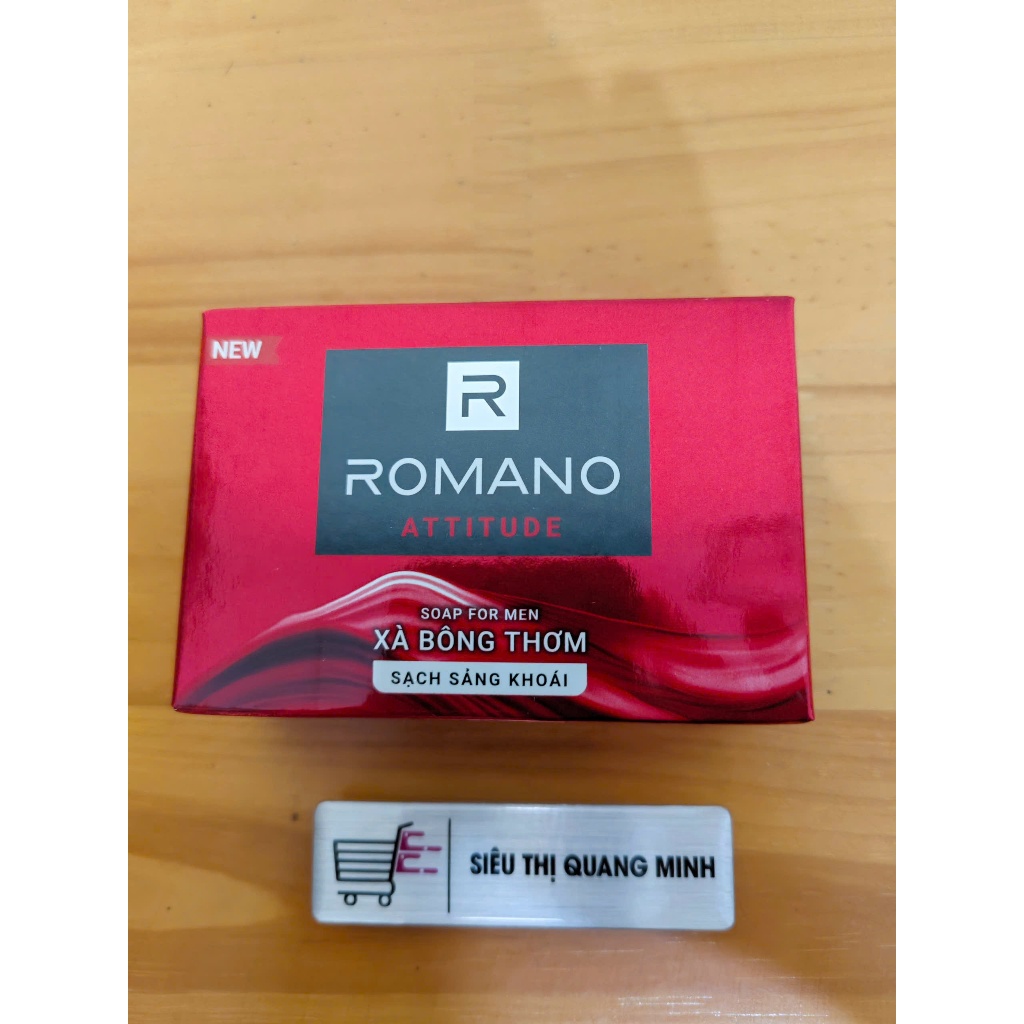 NEW
R
ROMANO
ATTITUDE
SOAP FOR MEN
XÀ BÔNG THƠM
SẠCH SẢNG KHOÁI
SIÊU THỊ QUANG MINH